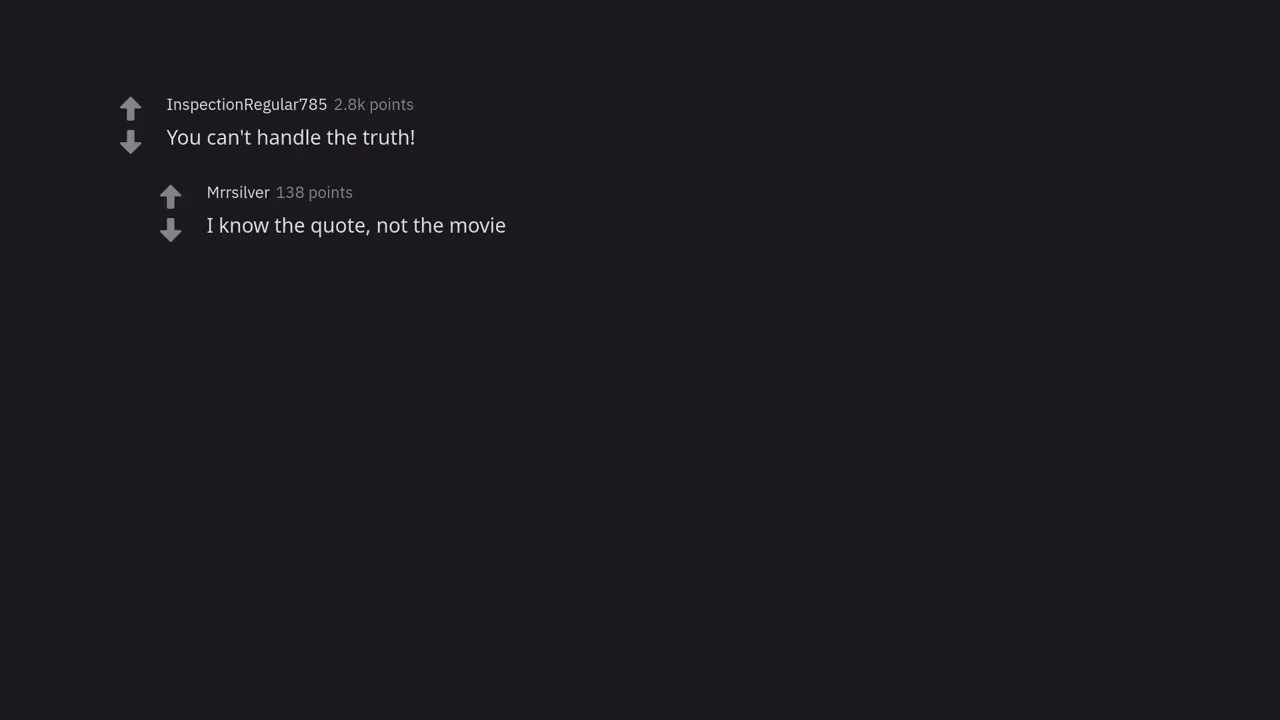 InspectionRegular785 2.8k points
You can't handle the truth!
Mrrsilver 138 points
I know the quote, not the movie